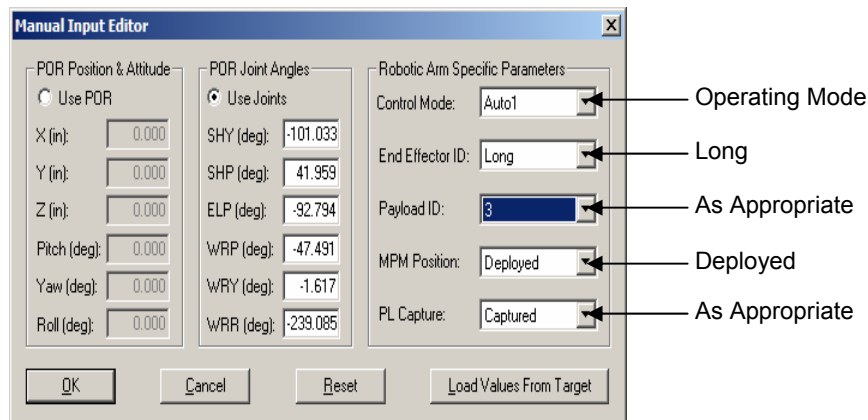 Manual Input Editor
POR Position & Attitude
Use POR
X (in): 0.000
Y (in): 0.000
Z (in): 0.000
Pitch (deg): 0.000
Yaw (deg): 0.000
Roll (deg): 0.000
POR Joint Angles
Use Joints
SHY (deg): -101.033
SHP (deg): 41.959
ELP (deg): -92.794
WRP (deg): -47.491
WRY (deg): -1.617
WRR (deg): -239.085
Robotic Arm Specific Parameters
Control Mode: Auto1
End Effector ID: Long
Payload ID: 3
MPM Position: Deployed
PL Capture: Captured
Operating Mode
Long
As Appropriate
Deployed
As Appropriate
OK
Cancel
Reset
Load Values From Target